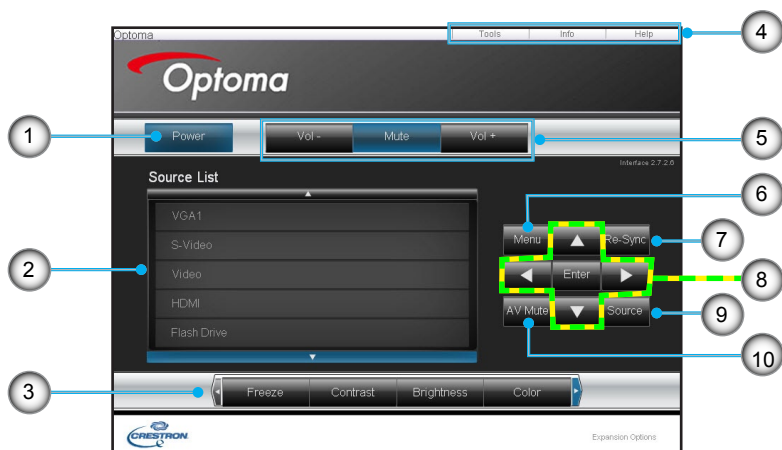 Optoma
Tools Info Help
4
Optoma
1
Power
Vol - Mute Vol +
5
Interface 2.7.2.6
Source List
6
VGA1
S-Video
Video
HDMI
Flash Drive
2
Menu Re-Sync
7
Enter
8
AV Mute Source
9
10
3
Freeze Contrast Brightness Color
CRESTRON
Expansion Options